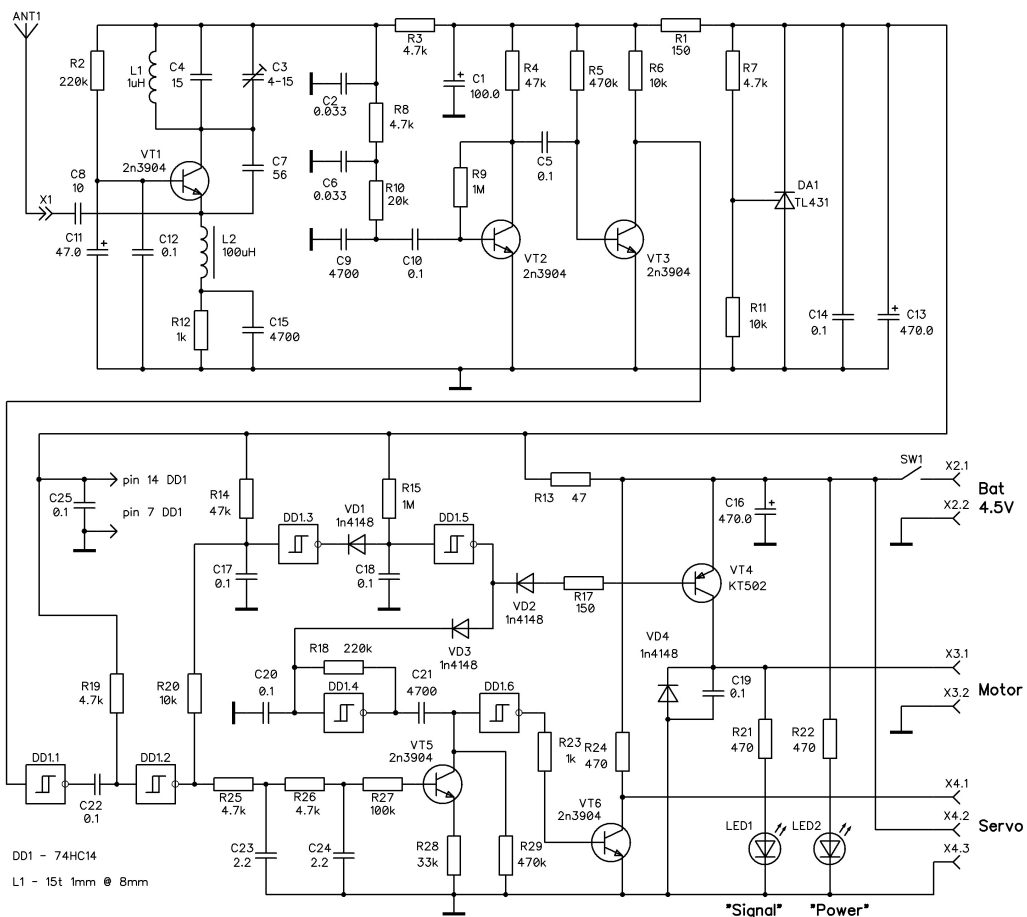 ANT1
R2
220k
L1
1uH
C4
15
C3
4-15
R3
4.7k
C1
100.0
R4
47k
R5
470k
R6
10k
R1
150
R7
4.7k
C2
0.033
R8
4.7k
VT1
2n3904
C7
56
C8
10
X1
C6
0.033
R10
20k
R9
1M
C5
0.1
DA1
TL431
C11
47.0
C12
0.1
L2
100uH
C9
4700
C10
0.1
VT2
2n3904
VT3
2n3904
R12
1k
C15
4700
R11
10k
C14
0.1
C13
470.0
C25
0.1
pin 14 DD1
pin 7 DD1
R14
47k
DD1.3
VD1
1n4148
R15
1M
DD1.5
R13 47
C16
470.0
SW1
X2.1
X2.2
Bat
4.5V
C17
0.1
C18
0.1
VD2
1n4148
R17
150
VT4
KT502
VD3
1n4148
R18 220k
VD4
1n4148
C19
0.1
X3.1
X3.2
Motor
R19
4.7k
R20
10k
C20
0.1
DD1.4
C21
4700
DD1.6
R21
470
R22
470
R23
1k
R24
470
DD1.1
C22
0.1
DD1.2
VT5
2n3904
R25
4.7k
R26
4.7k
R27
100k
VT6
2n3904
X4.1
X4.2
X4.3
Servo
LED1
LED2
C23
2.2
C24
2.2
R28
33k
R29
470k
DD1 - 74HC14
L1 - 15t 1mm @ 8mm
"Signal"
"Power"